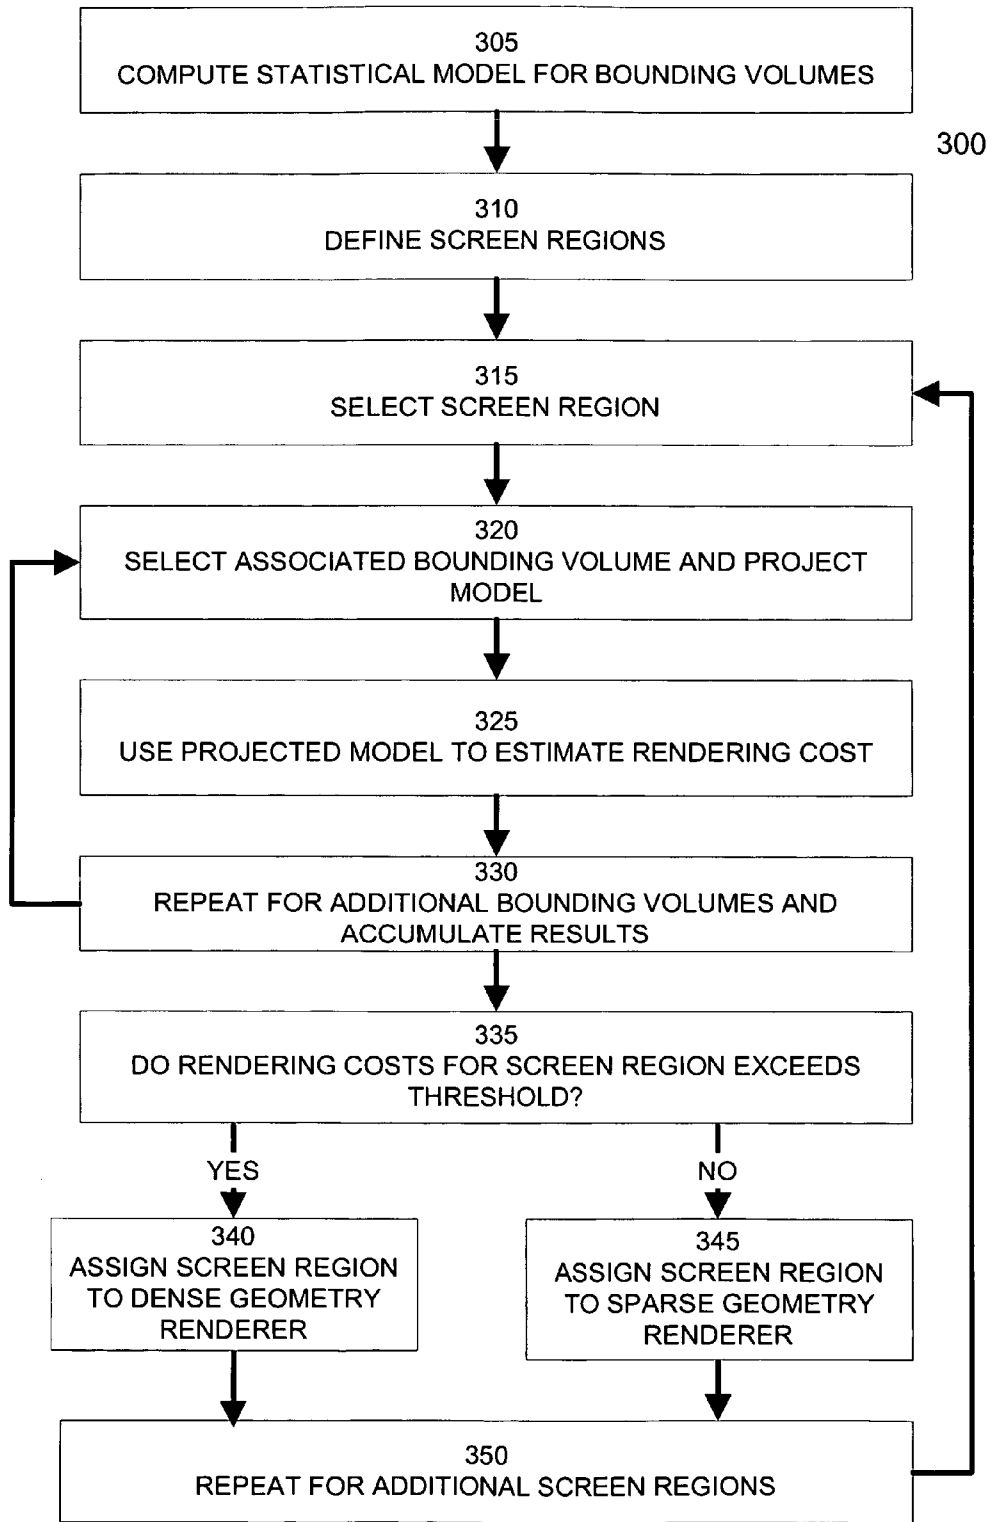 305
COMPUTE STATISTICAL MODEL FOR BOUNDING VOLUMES
300
310
DEFINE SCREEN REGIONS
315
SELECT SCREEN REGION
320
SELECT ASSOCIATED BOUNDING VOLUME AND PROJECT
MODEL
325
USE PROJECTED MODEL TO ESTIMATE RENDERING COST
330
REPEAT FOR ADDITIONAL BOUNDING VOLUMES AND
ACCUMULATE RESULTS
335
DO RENDERING COSTS FOR SCREEN REGION EXCEEDS
THRESHOLD?
YES
NO
340
ASSIGN SCREEN REGION
TO DENSE GEOMETRY
RENDERER
345
ASSIGN SCREEN REGION
TO SPARSE GEOMETRY
RENDERER
350
REPEAT FOR ADDITIONAL SCREEN REGIONS